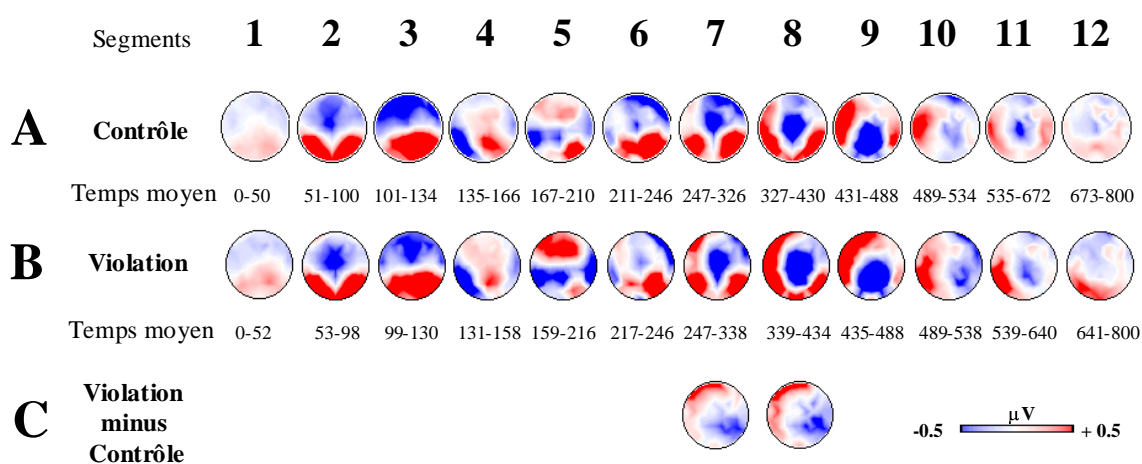 Segments 1 2 3 4 5 6 7 8 9 10 11 12
A Contrôle
Temps moyen 0-50 51-100 101-134 135-166 167-210 211-246 247-326 327-430 431-488 489-534 535-672 673-800
B Violation
Temps moyen 0-52 53-98 99-130 131-158 159-216 217-246 247-338 339-434 435-488 489-538 539-640 641-800
C Violation
minus
Contrôle
μV
-0.5 + 0.5